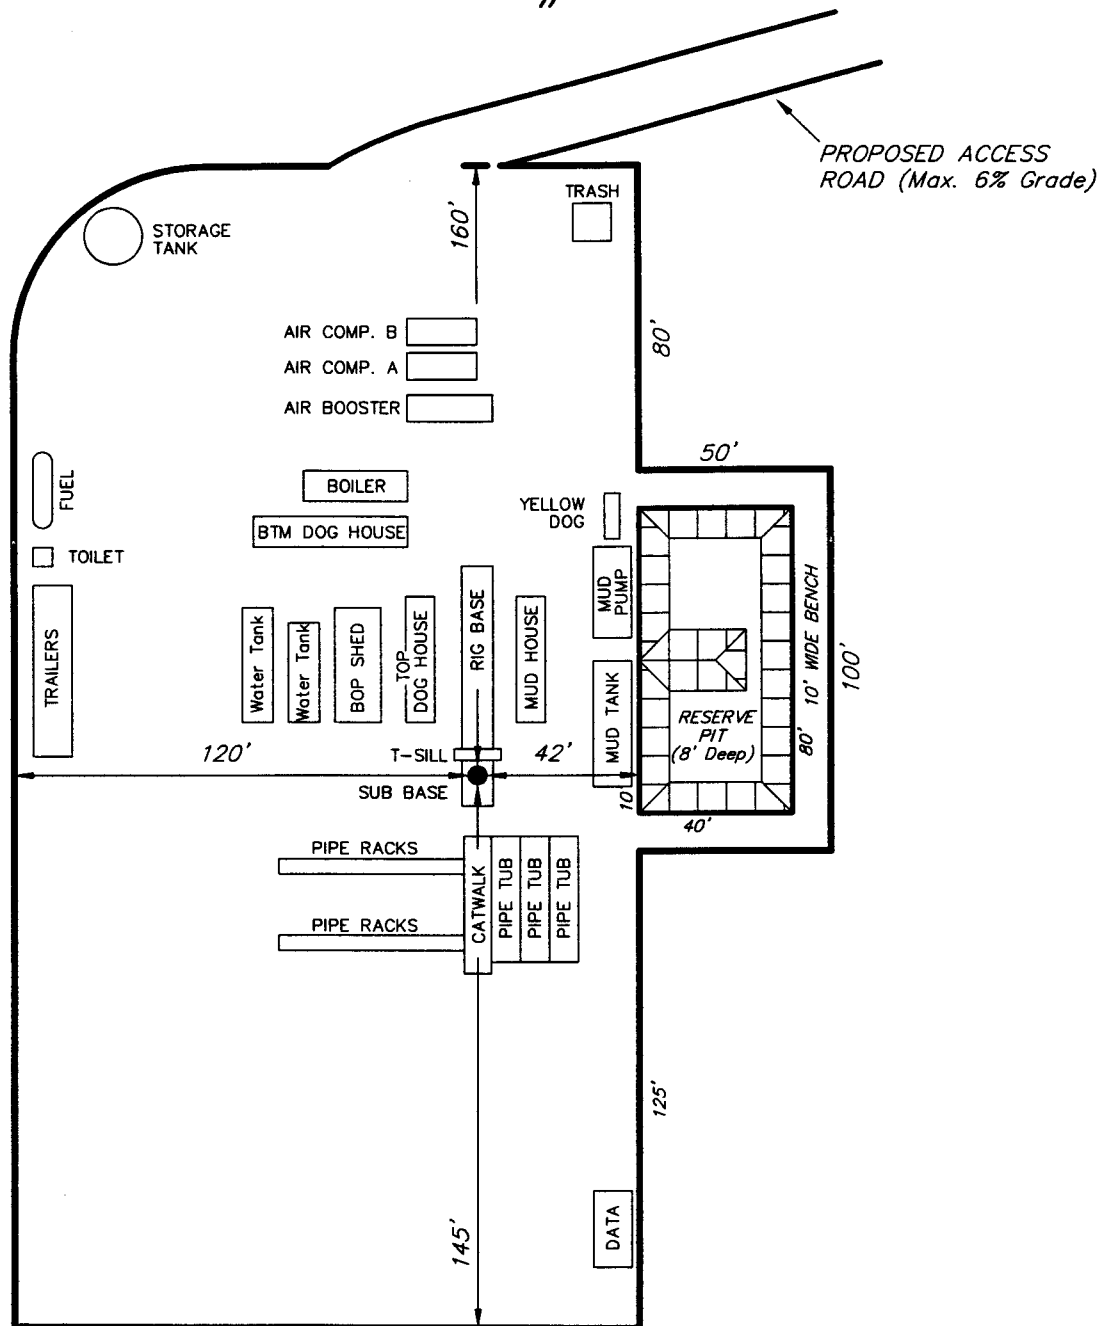 PROPOSED ACCESS
ROAD (Max. 6% Grade)
TRASH
160'
STORAGE
TANK
80'
AIR COMP. B
AIR COMP. A
AIR BOOSTER
50'
FUEL
BOILER
YELLOW
DOG
BTM DOG HOUSE
TOILET
MUD
PUMP
TRAILERS
Water Tank
Water Tank
BOP SHED
TOP
DOG HOUSE
RIG BASE
MUD HOUSE
MUD TANK
10' WIDE BENCH
100'
RESERVE
PIT
(8' Deep)
80'
120'
T-SILL
42'
SUB BASE
10'
40'
PIPE RACKS
PIPE RACKS
CATWALK
PIPE TUB
PIPE TUB
PIPE TUB
125'
DATA
145'